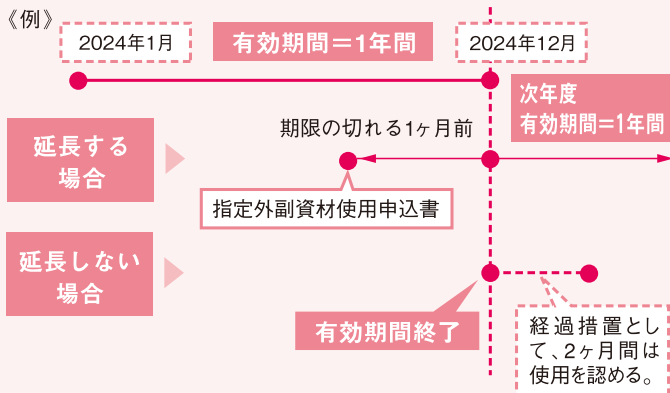 《例》
2024年1月
有効期間＝1年間
2024年12月
次年度
有効期間＝1年間
延長する
場合
期限の切れる1ヶ月前
指定外副資材使用申込書
延長しない
場合
有効期間終了
経過措置とし
て、2ヶ月間は
使用を認める。